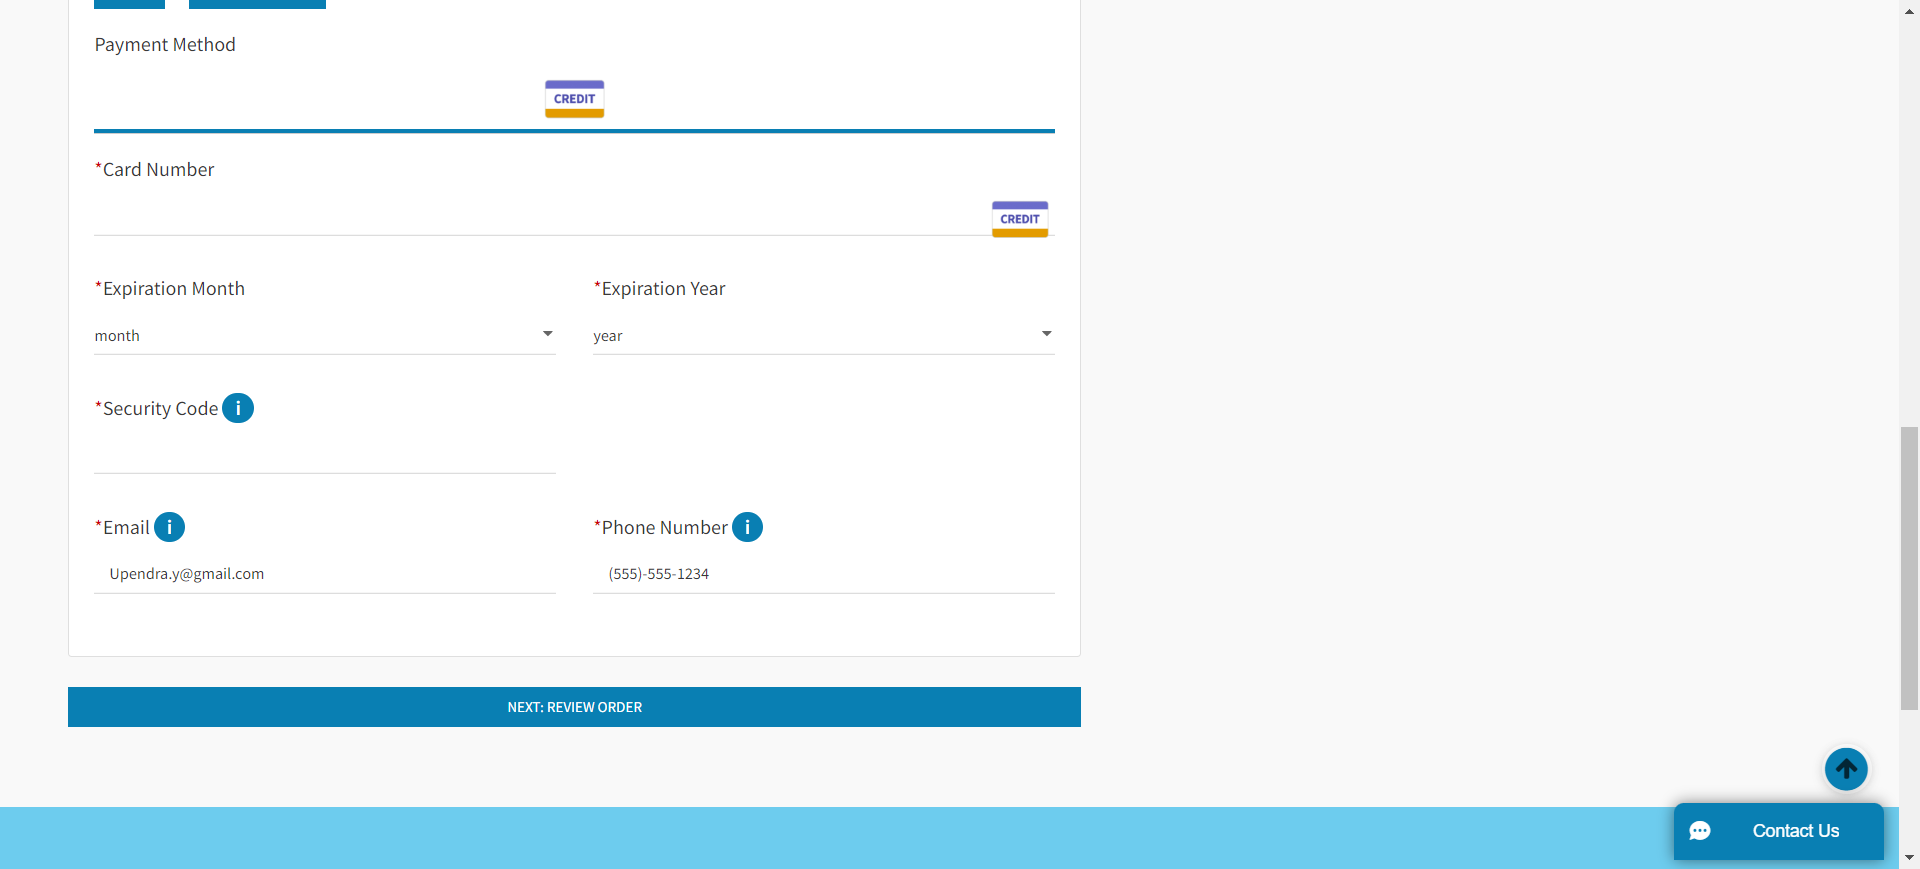 Payment Method
CREDIT
*Card Number
CREDIT
*Expiration Month
*Expiration Year
month
year
*Security Code i
*Email i
*Phone Number i
Upendra.y@gmail.com
(555)-555-1234
NEXT: REVIEW ORDER
Contact Us